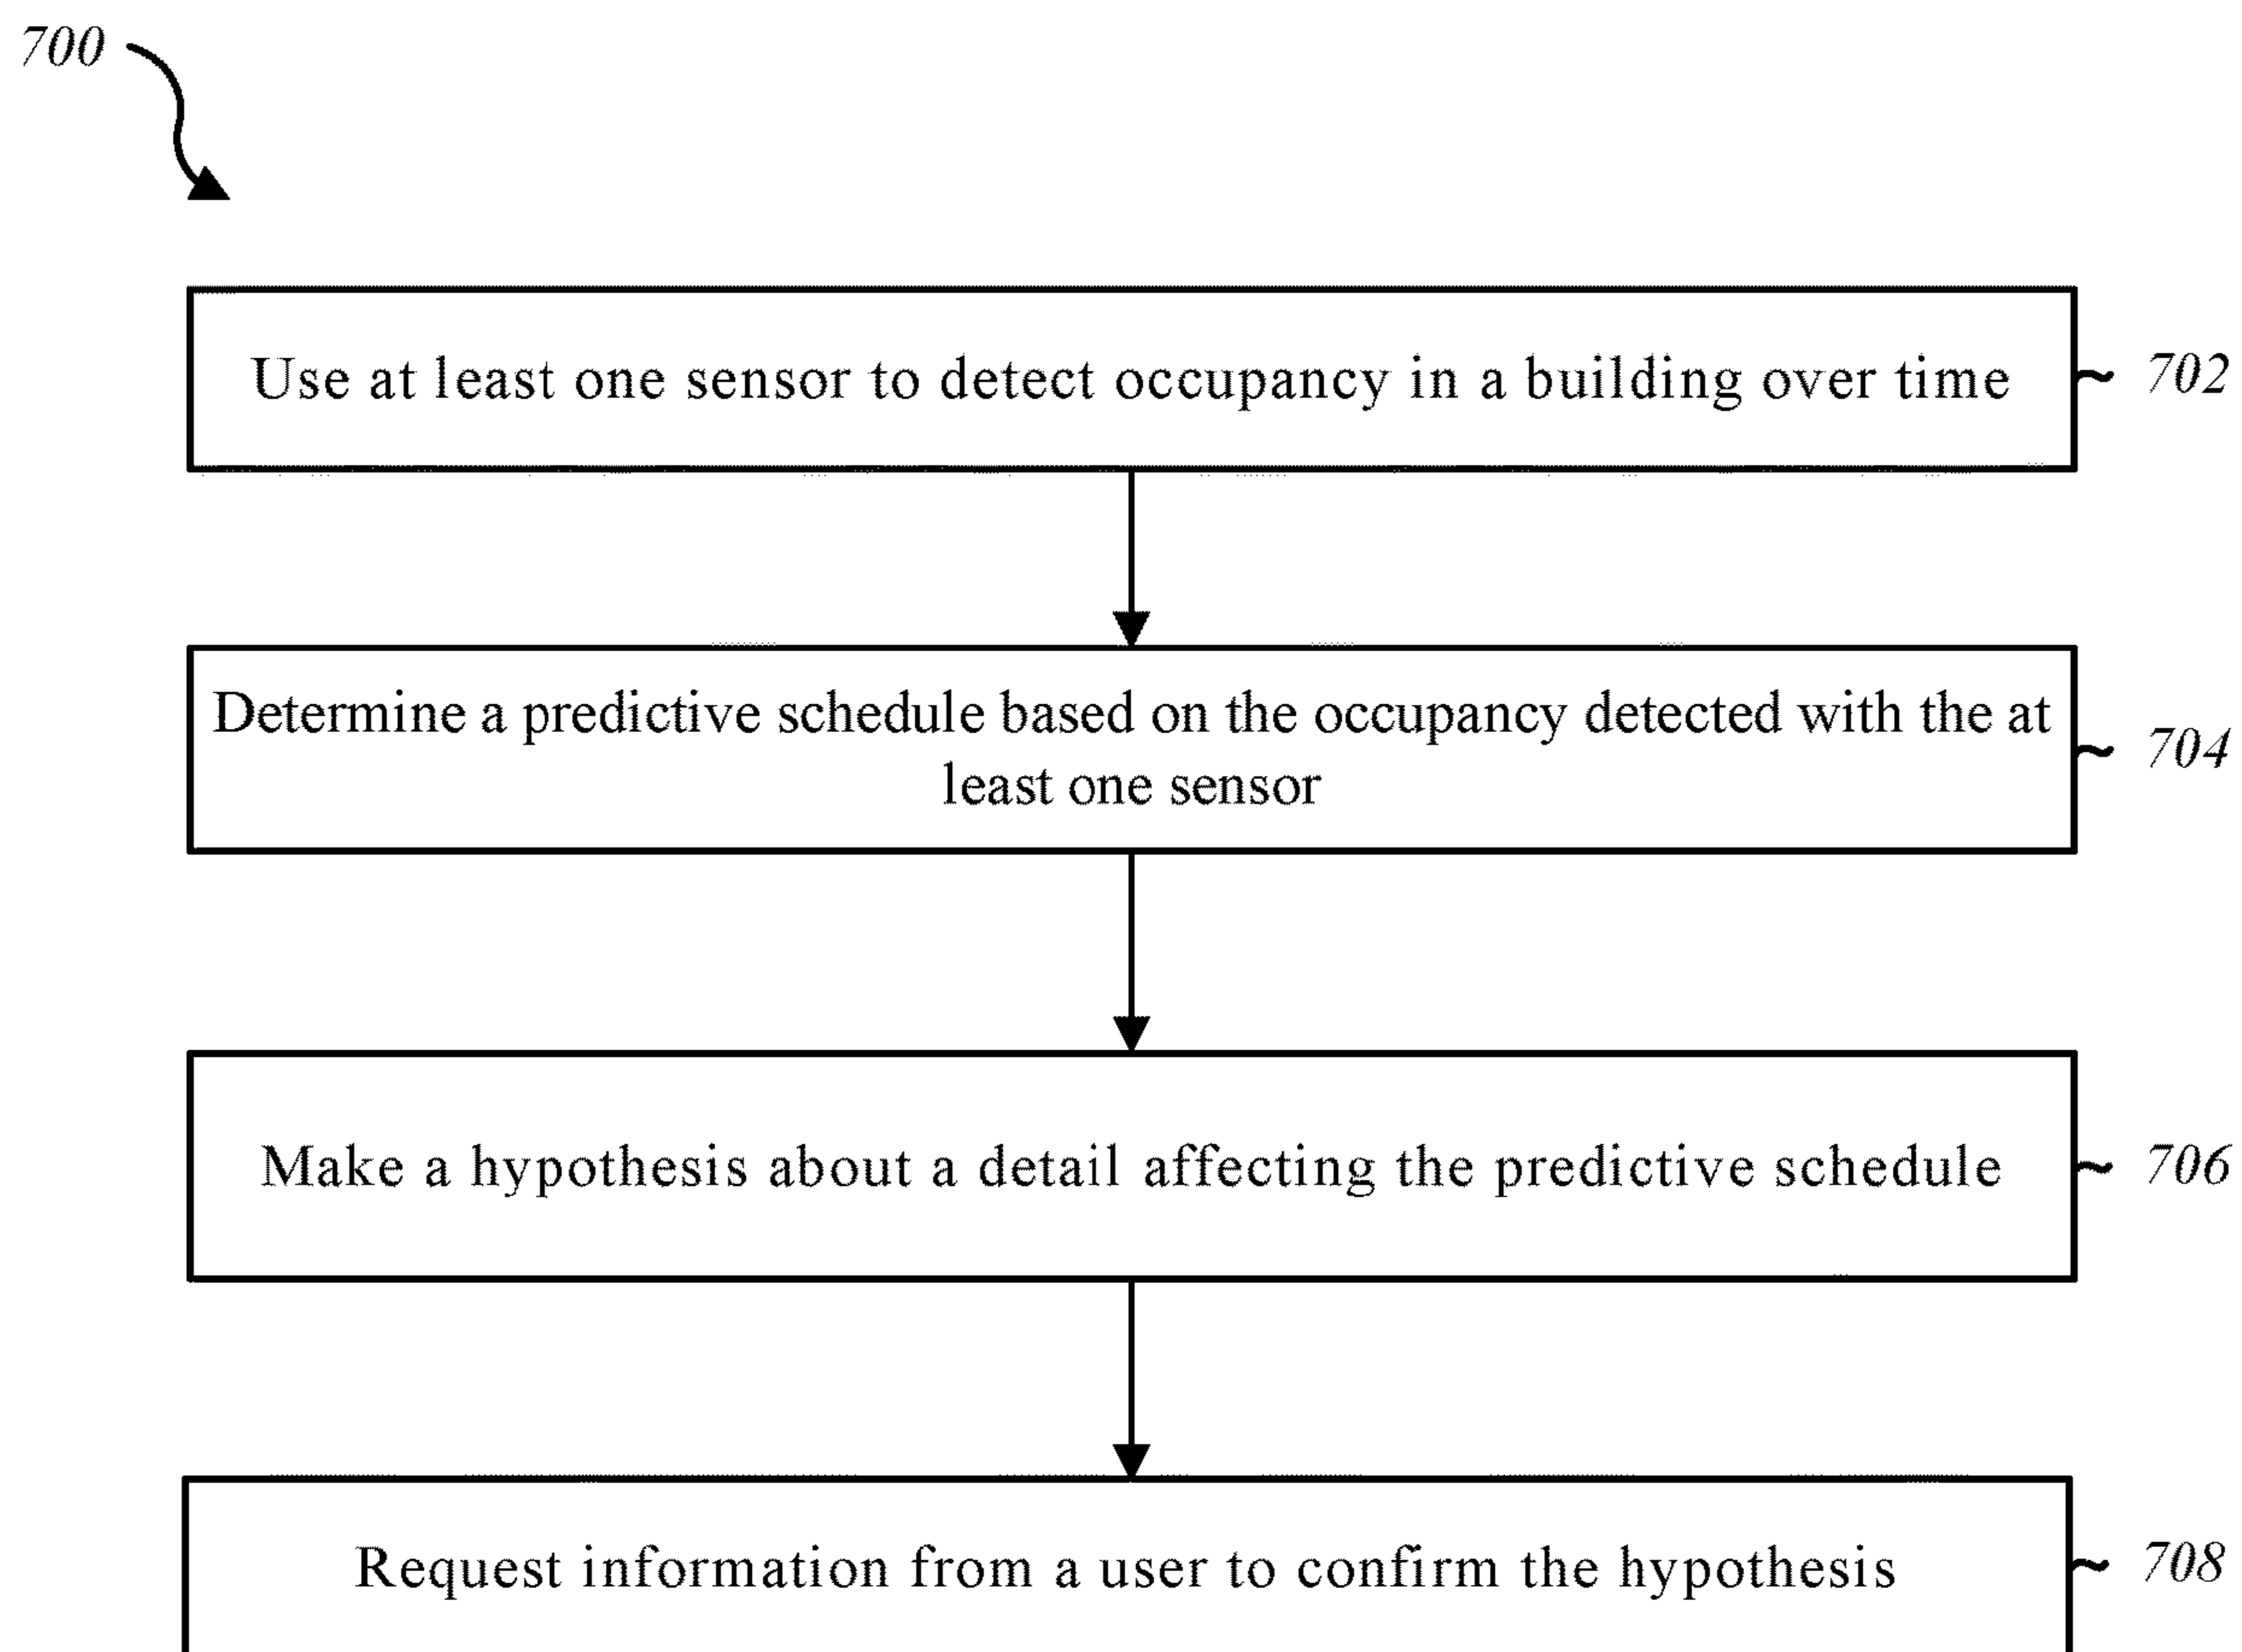 700
Use at least one sensor to detect occupancy in a building over time
702
Determine a predictive schedule based on the occupancy detected with the at
least one sensor
704
Make a hypothesis about a detail affecting the predictive schedule
706
Request information from a user to confirm the hypothesis
708